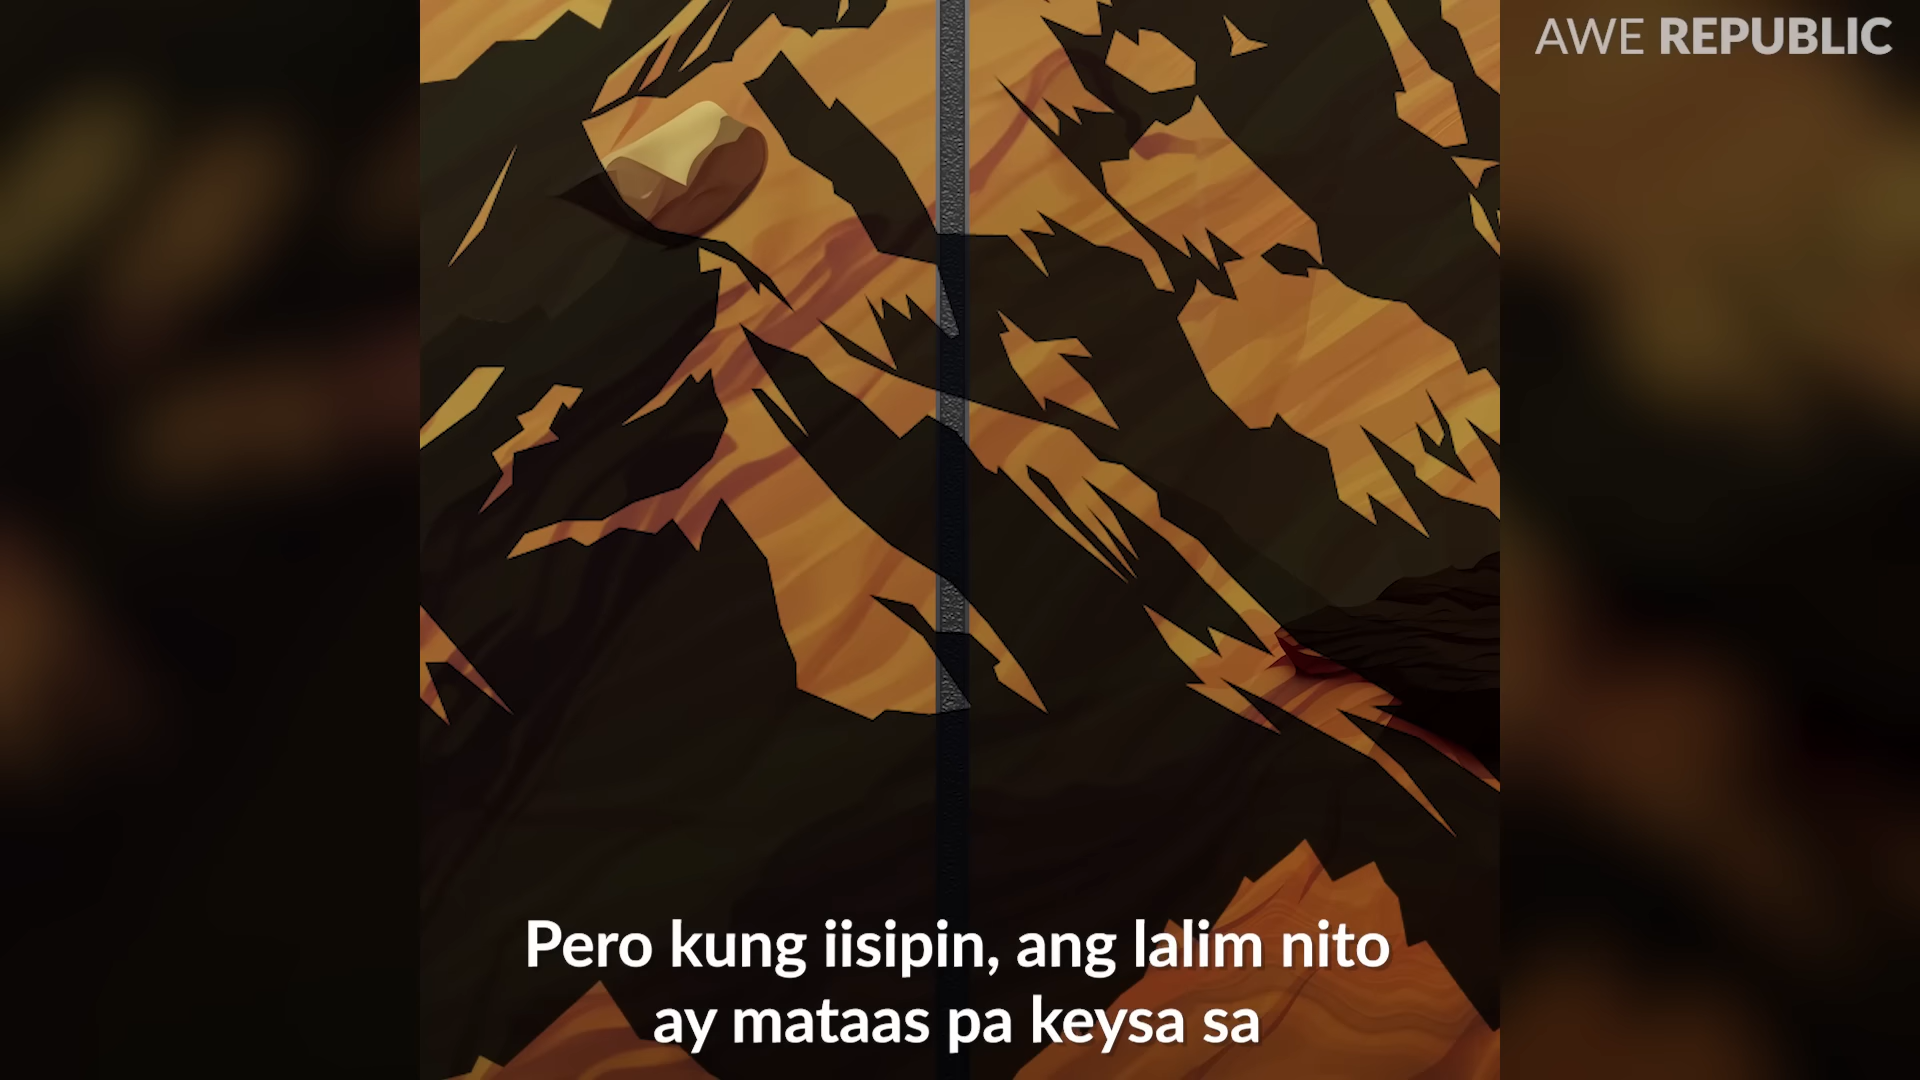 AWE REPUBLIC
Pero kung iisipin, ang lalim nito
ay mataas pa keysa sa